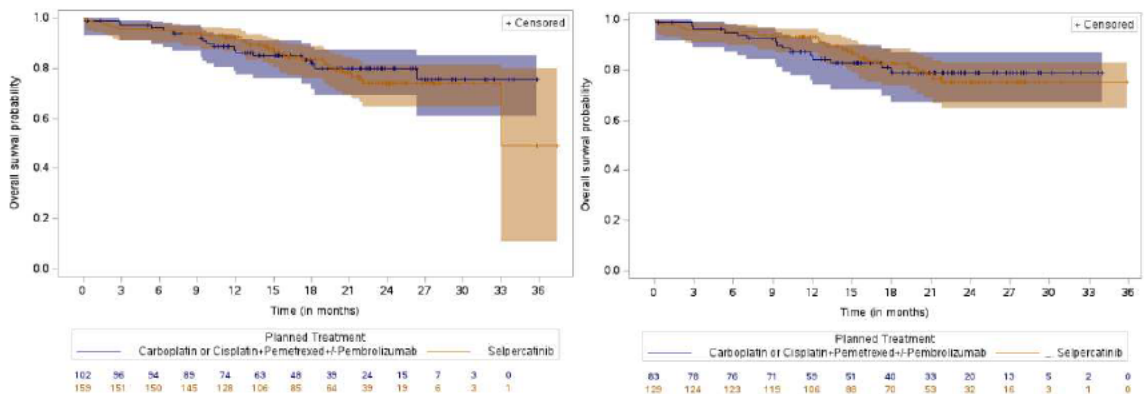 1.0
+ Censored
0.8
0.6
0.4
0.2
0.0
Overall survival probability
0 3 6 9 12 15 18 21 24 27 30 33 36
Time (in months)
Planned Treatment
Carboplatin or Cisplatin+Pemetrexed+/-Pembrolizumab Selpercatinib
102 96 94 89 74 63 48 39 24 15 7 3 0
159 151 150 145 128 106 85 64 39 19 6 3 1
1.0
+ Censored
0.8
0.6
0.4
0.2
0.0
Overall survival probability
0 3 6 9 12 15 18 21 24 27 30 33 36
Time (in months)
Planned Treatment
Carboplatin or Cisplatin+Pemetrexed+/-Pembrolizumab Selpercatinib
83 78 76 71 59 51 40 33 20 13 5 2 0
129 124 123 119 106 88 70 53 32 16 3 1 0